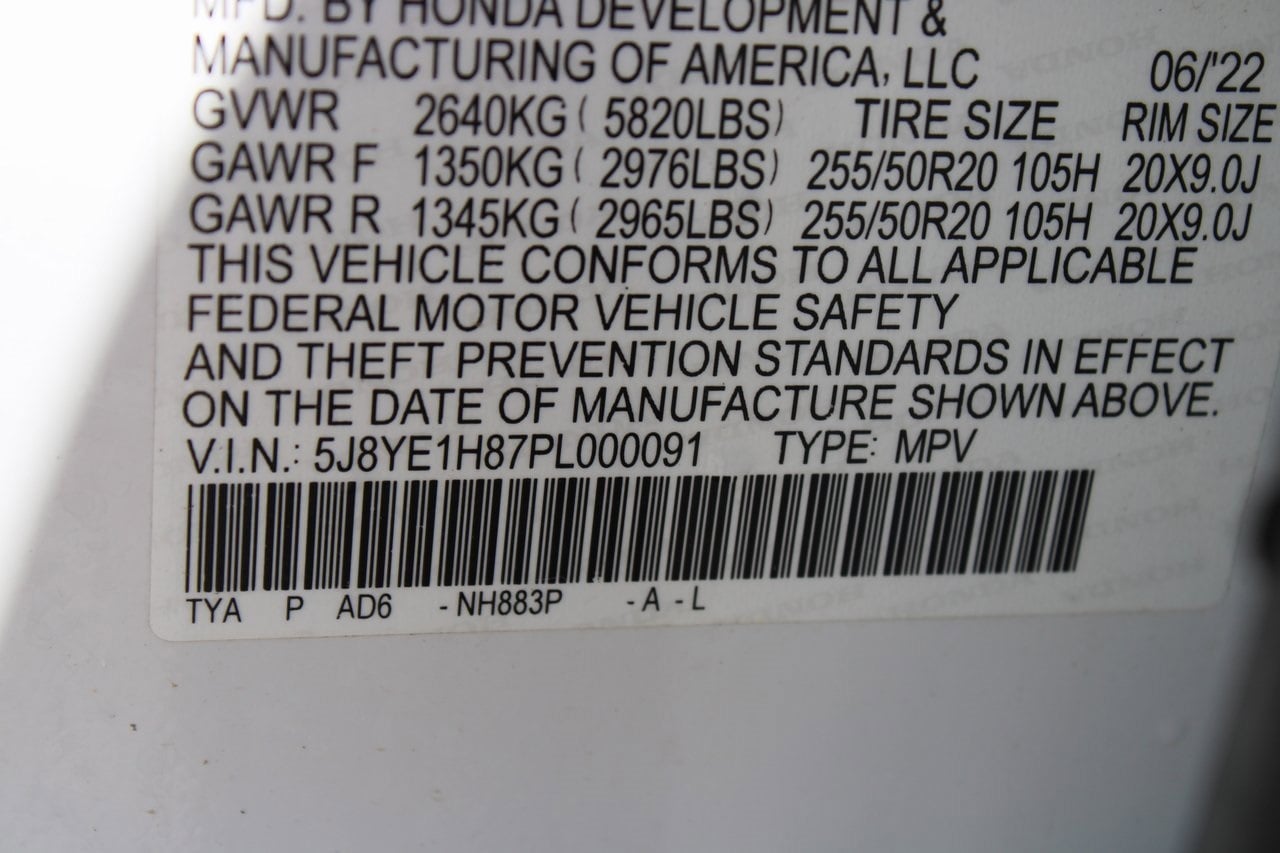 MFD. BY HONDA DEVELOPMENT &
MANUFACTURING OF AMERICA, LLC 06/'22
GVWR 2640KG ( 5820LBS) TIRE SIZE RIM SIZE
GAWR F 1350KG ( 2976LBS) 255/50R20 105H 20X9.0J
GAWR R 1345KG ( 2965LBS) 255/50R20 105H 20X9.0J
THIS VEHICLE CONFORMS TO ALL APPLICABLE
FEDERAL MOTOR VEHICLE SAFETY
AND THEFT PREVENTION STANDARDS IN EFFECT
ON THE DATE OF MANUFACTURE SHOWN ABOVE.
V.I.N.: 5J8YE1H87PL000091 TYPE: MPV
TYA P AD6 -NH883P -A -L